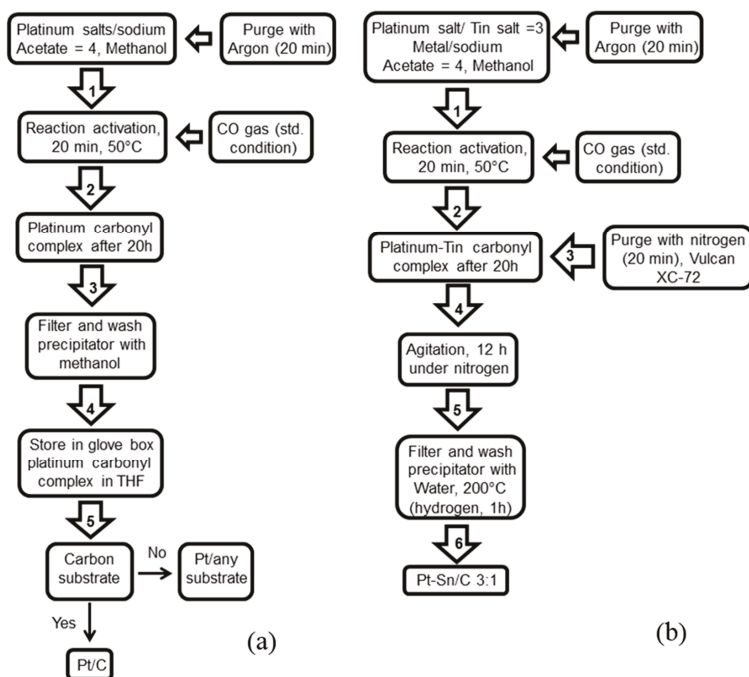 Platinum salts/sodium
Acetate = 4, Methanol
Purge with
Argon (20 min)
1
Reaction activation,
20 min, 50°C
CO gas (std.
condition)
2
Platinum carbonyl
complex after 20h
3
Filter and wash
precipitator with
methanol
4
Store in glove box
platinum carbonyl
complex in THF
5
Carbon
substrate
No
Pt/any
substrate
Yes
Pt/C
(a)
Platinum salt/ Tin salt =3
Metal/sodium
Acetate = 4, Methanol
Purge with
Argon (20 min)
1
Reaction activation,
20 min, 50°C
CO gas (std.
condition)
2
Platinum-Tin carbonyl
complex after 20h
3
Purge with nitrogen
(20 min), Vulcan
XC-72
4
Agitation, 12 h
under nitrogen
5
Filter and wash
precipitator with
Water, 200°C
(hydrogen, 1h)
6
Pt-Sn/C 3:1
(b)